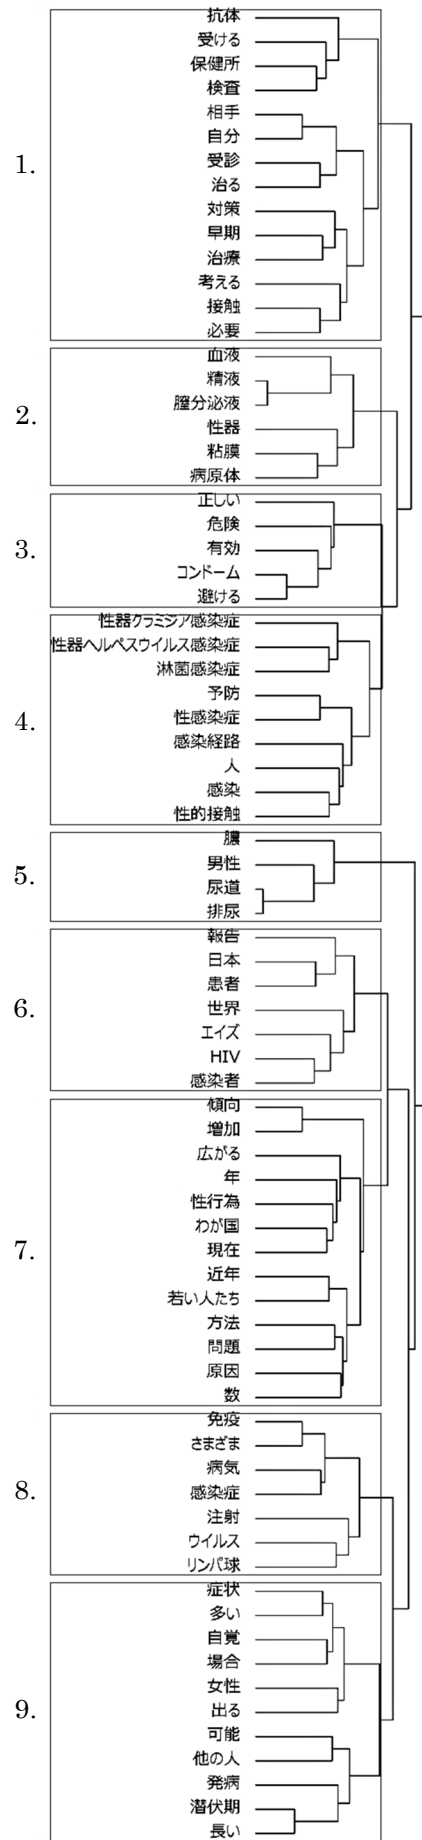 1.
抗体
受ける
保健所
検査
相手
自分
受診
治る
対策
早期
治療
考える
接触
必要
2.
血液
精液
膣分泌液
性器
粘膜
病原体
3.
正しい
危険
有効
コンドーム
避ける
4.
性器クラミジア感染症
性器ヘルペスウイルス感染症
淋菌感染症
予防
性感染症
感染経路
人
感染
性的接触
5.
膿
男性
尿道
排尿
6.
報告
日本
患者
世界
エイズ
HIV
感染者
7.
傾向
増加
広がる
年
性行為
わが国
現在
近年
若い人たち
方法
問題
原因
数
8.
免疫
さまざま
病気
感染症
注射
ウイルス
リンパ球
9.
症状
多い
自覚
場合
女性
出る
可能
他の人
発病
潜伏期
長い